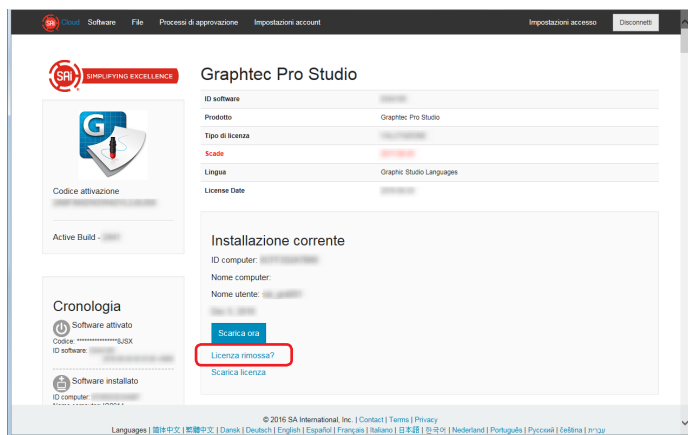 SAi Cloud Software File Processi di approvazione Impostazioni account Impostazioni accesso Disconnetti
SAi SIMPLIFYING EXCELLENCE
Graphtec Pro Studio
ID software
Prodotto Graphtec Pro Studio
Tipo di licenza
Scade
Lingua Graphic Studio Languages
License Date
G
Codice attivazione
Active Build -
Installazione corrente
ID computer:
Nome computer:
Nome utente:
Scarica ora
Licenza rimossa?
Scarica licenza
Cronologia
Software attivato
Codice: ****************8JSX
ID software:
Software installato
ID computer:
© 2016 SA International, Inc. | Contact | Terms | Privacy
Languages | 简体中文 | 繁體中文 | Dansk | Deutsch | English | Español | Français | Italiano | 日本語 | 한국어 | Nederland | Português | Русский | čeština | עברית